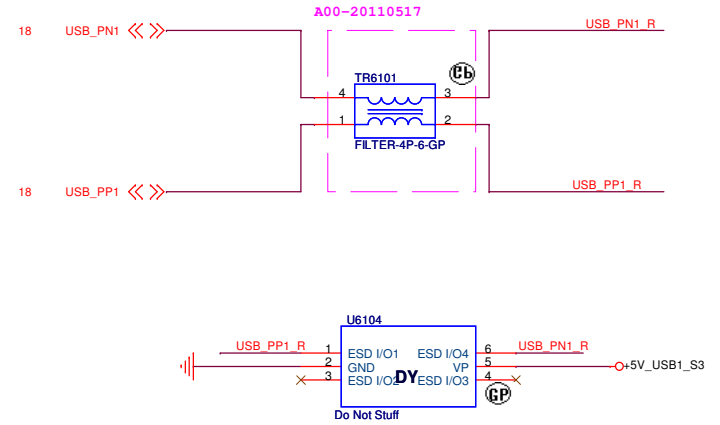 A00-20110517
18 USB_PN1 USB_PN1_R
TR6101
4 3
1 2
FILTER-4P-6-GP
18 USB_PP1 USB_PP1_R
U6104
USB_PP1_R 1 ESD I/O1 ESD I/O4 6 USB_PN1_R
2 GND VP 5 +5V_USB1_S3
3 ESD I/O2 DY ESD I/O3 4
GP
Do Not Stuff